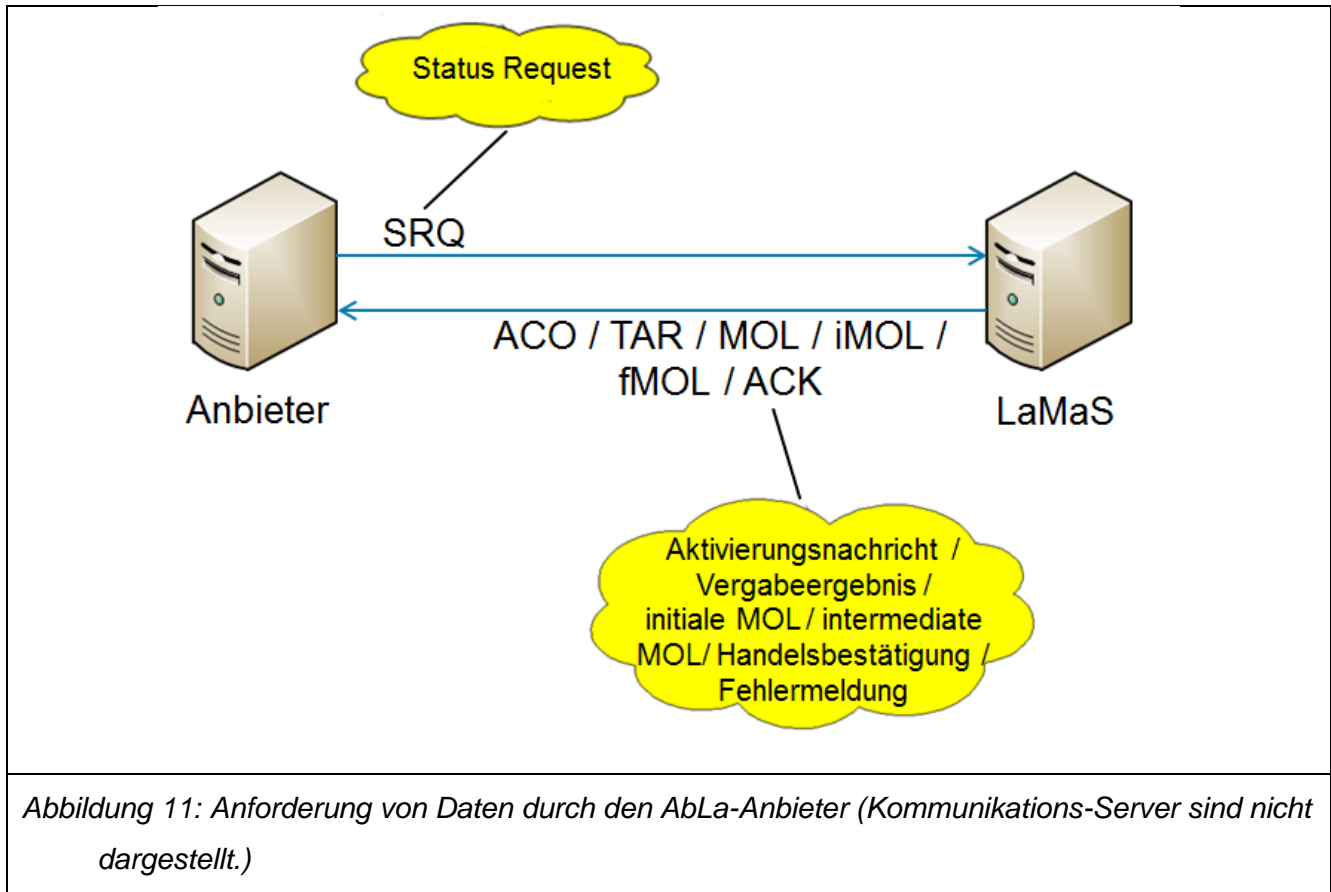 Status Request
SRQ
ACO / TAR / MOL / iMOL /
fMOL / ACK
Anbieter
LaMaS
Aktivierungsnachricht /
Vergabeergebnis /
initiale MOL / intermediate
MOL/ Handelsbestätigung /
Fehlermeldung
Abbildung 11: Anforderung von Daten durch den AbLa-Anbieter (Kommunikations-Server sind nicht
dargestellt.)